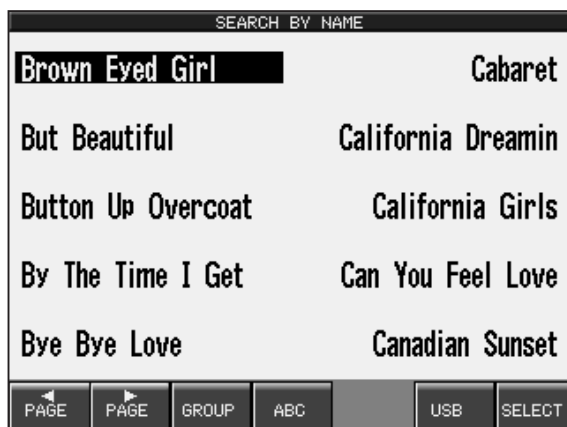 SEARCH BY NAME
Brown Eyed Girl
Cabaret
But Beautiful
California Dreamin
Button Up Overcoat
California Girls
By The Time I Get
Can You Feel Love
Bye Bye Love
Canadian Sunset
PAGE PAGE GROUP ABC USB SELECT